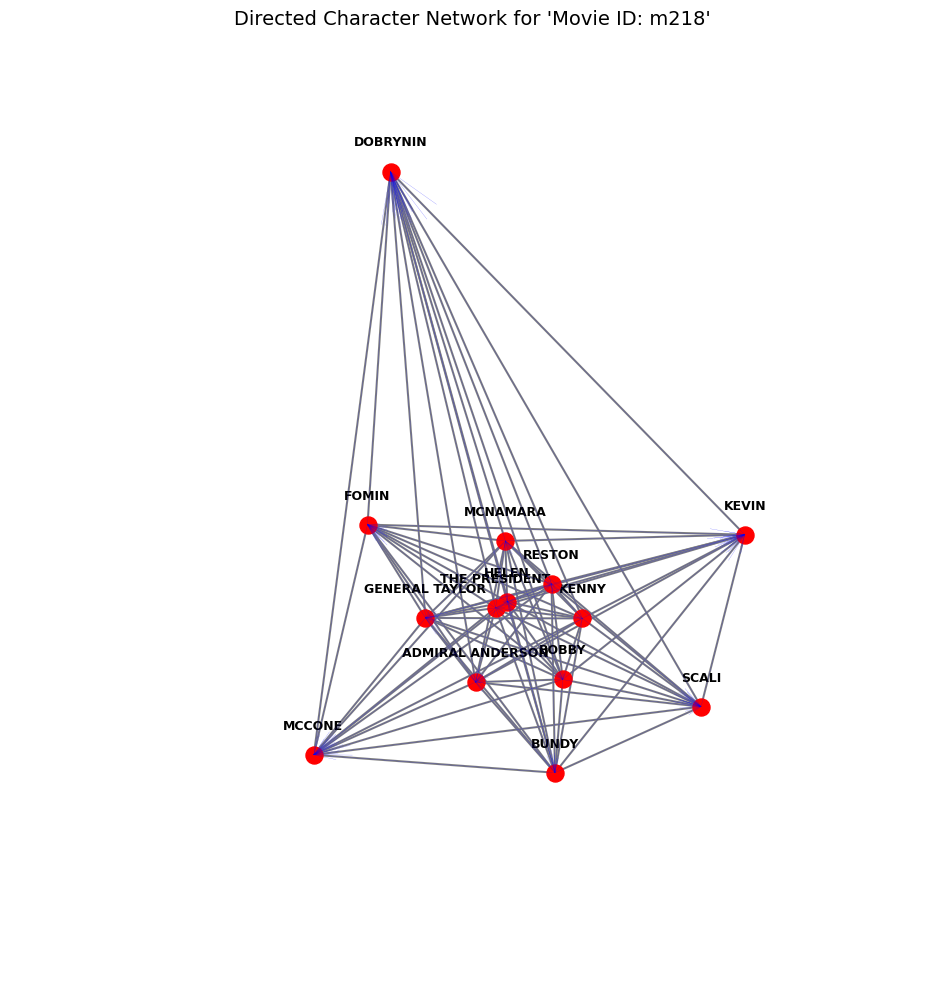 Directed Character Network for 'Movie ID: m218'
DOBRYNIN
FOMIN
KEVIN
MCNAMARA
RESTON
HELEN
THE PRESIDENT
GENERAL TAYLOR
KENNY
ADMIRAL ANDERSON
BOBBY
SCALI
MCCONE
BUNDY